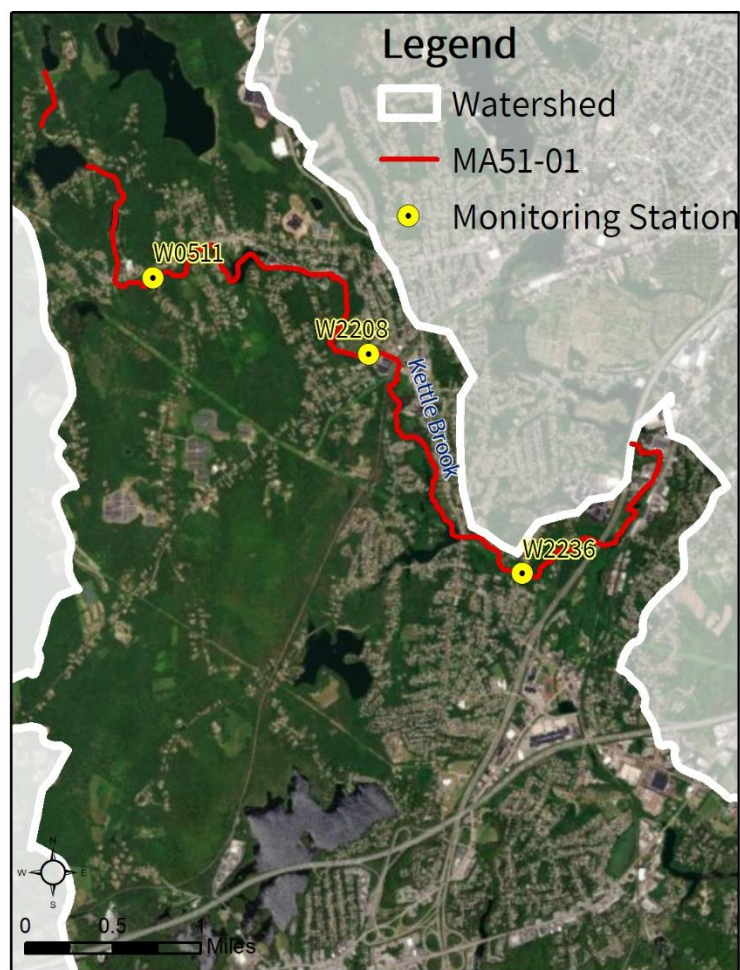 Legend
Watershed
MA51-01
Monitoring Station
W0511
W2208
Kettle Brook
W2236
N
W E
S
0 0.5 1
Miles